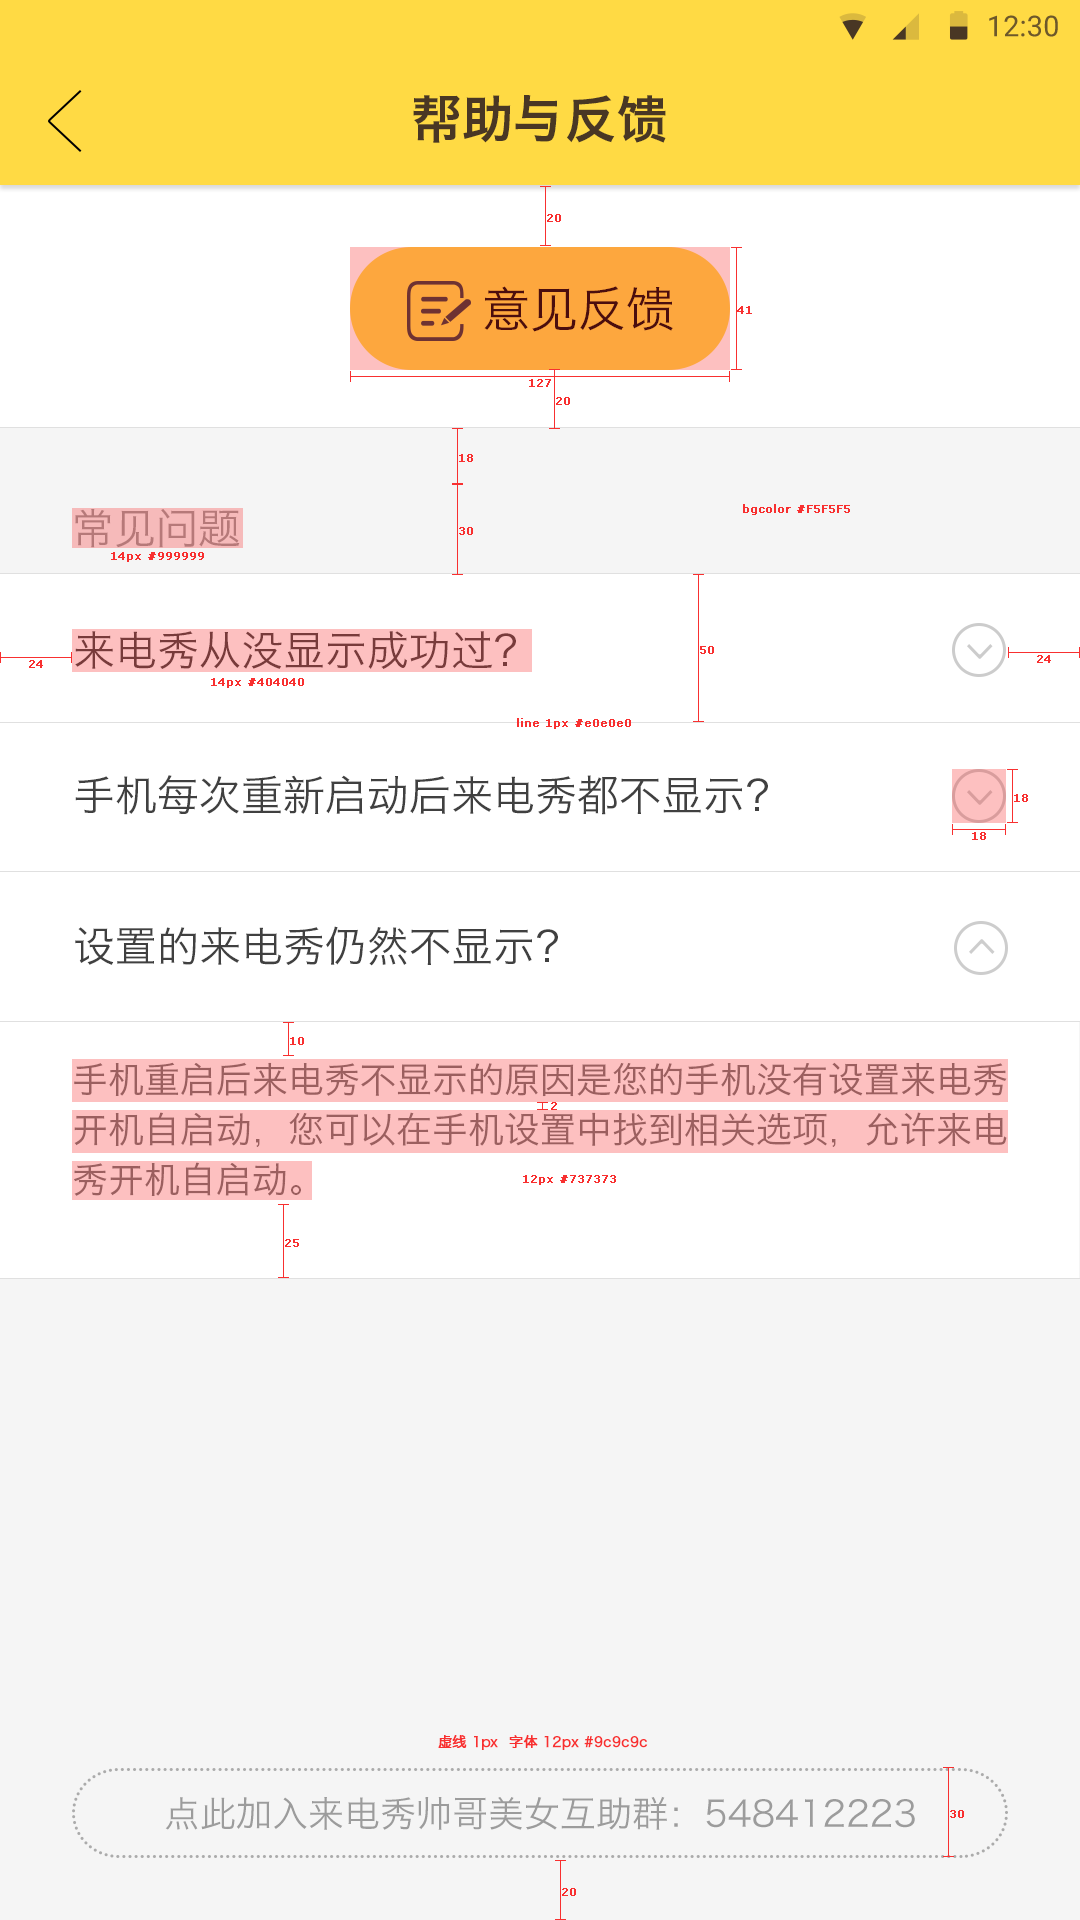 12:30
帮助与反馈
20
意见反馈
41
127
20
18
bgcolor #F5F5F5
常见问题
30
14px #999999
来电秀从没显示成功过?
50
24
24
14px #404040
line 1px #e0e0e0
手机每次重新启动后来电秀都不显示?
18
18
设置的来电秀仍然不显示?
10
手机重启后来电秀不显示的原因是您的手机没有设置来电秀
2
开机自启动，您可以在手机设置中找到相关选项，允许来电
秀开机自启动。
12px #737373
25
虚线 1px 字体 12px #9c9c9c
点此加入来电秀帅哥美女互助群：548412223
30
20